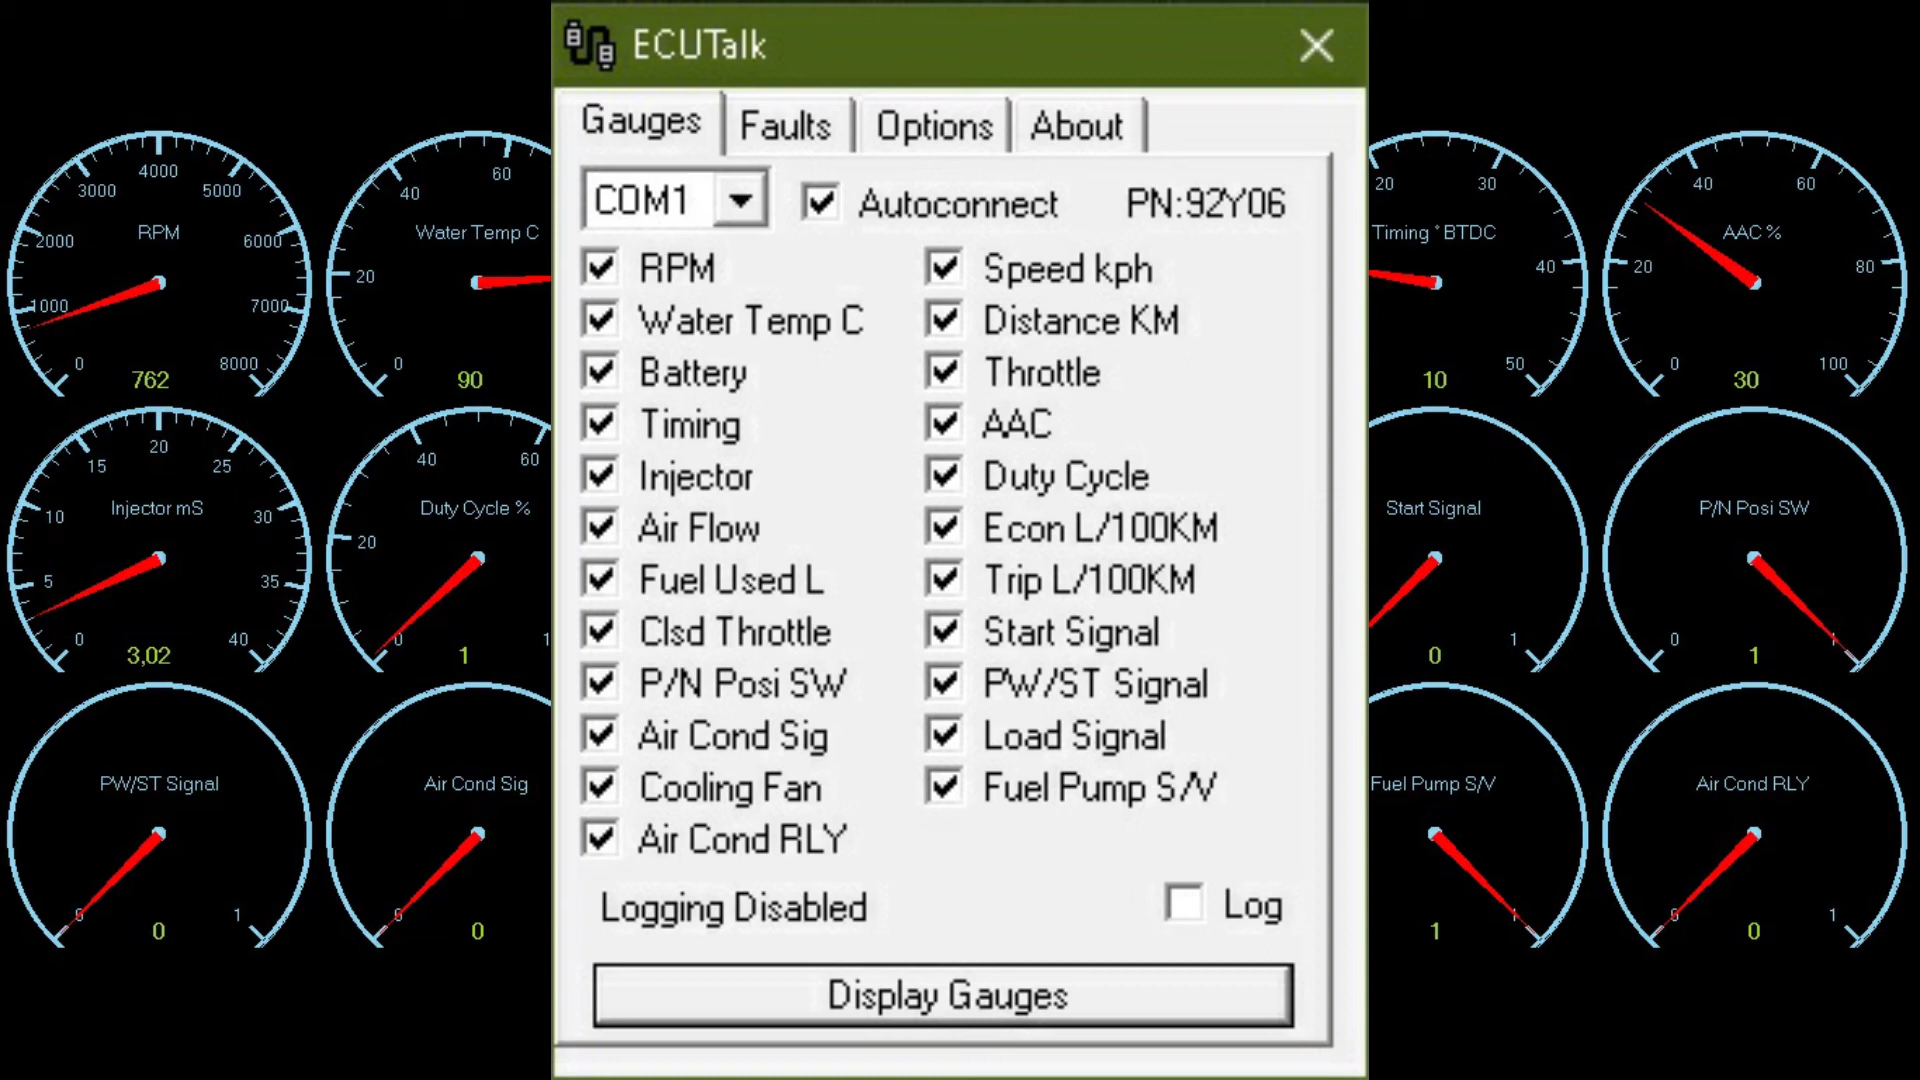 ECUTalk
Gauges Faults Options About
COM1 Autoconnect PN:92Y06
RPM Speed kph
Water Temp C Distance KM
Battery Throttle
Timing AAC
Injector Duty Cycle
Air Flow Econ L/100KM
Fuel Used L Trip L/100KM
Clsd Throttle Start Signal
P/N Posi SW PW/ST Signal
Air Cond Sig Load Signal
Cooling Fan Fuel Pump S/V
Air Cond RLY
Logging Disabled Log
Display Gauges
0 1000 2000 3000 4000 5000 6000 7000 8000
RPM
762
0 20 40 60
Water Temp C
90
20 30 40 50
Timing °BTDC
10
0 20 40 60 80 100
AAC %
30
0 5 10 15 20 25 30 35 40
Injector mS
3,02
0 20 40 60 1
Duty Cycle %
1
Start Signal
1
0
P/N Posi SW
0 1
1
PW/ST Signal
0 1
0
Air Cond Sig
0
0
Fuel Pump S/V
1
1
Air Cond RLY
0 1
0